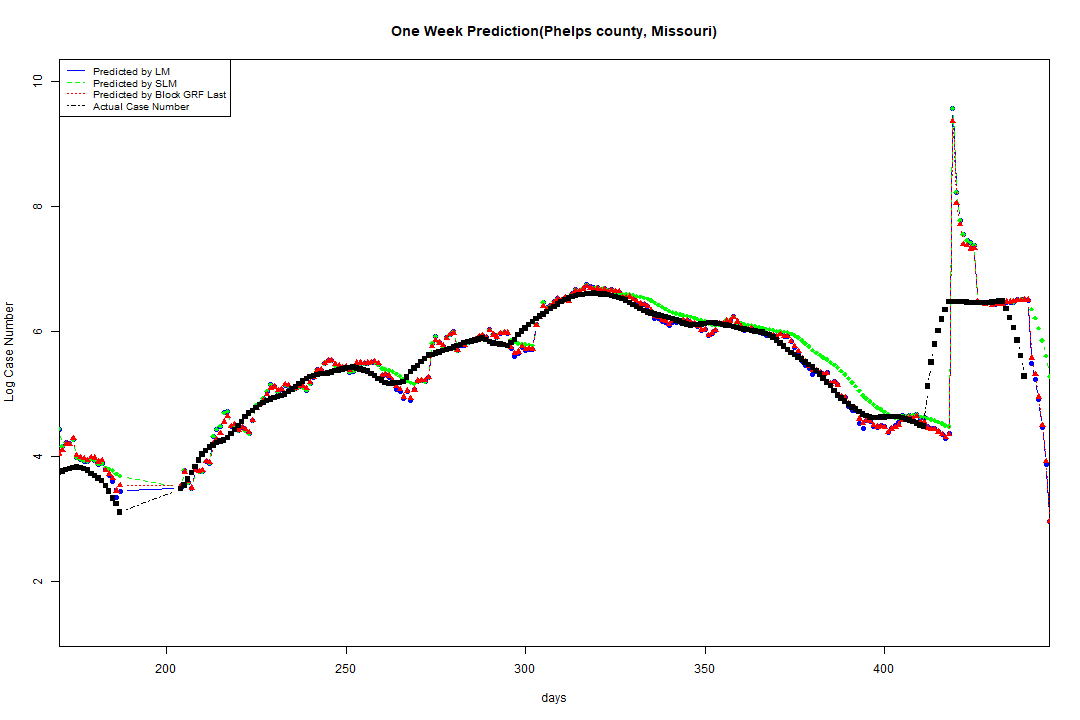 One Week Prediction(Phelps county, Missouri)
Predicted by LM
Predicted by SLM
Predicted by Block GRF Last
Actual Case Number
10
8
6
4
2
Log Case Number
200 250 300 350 400
days